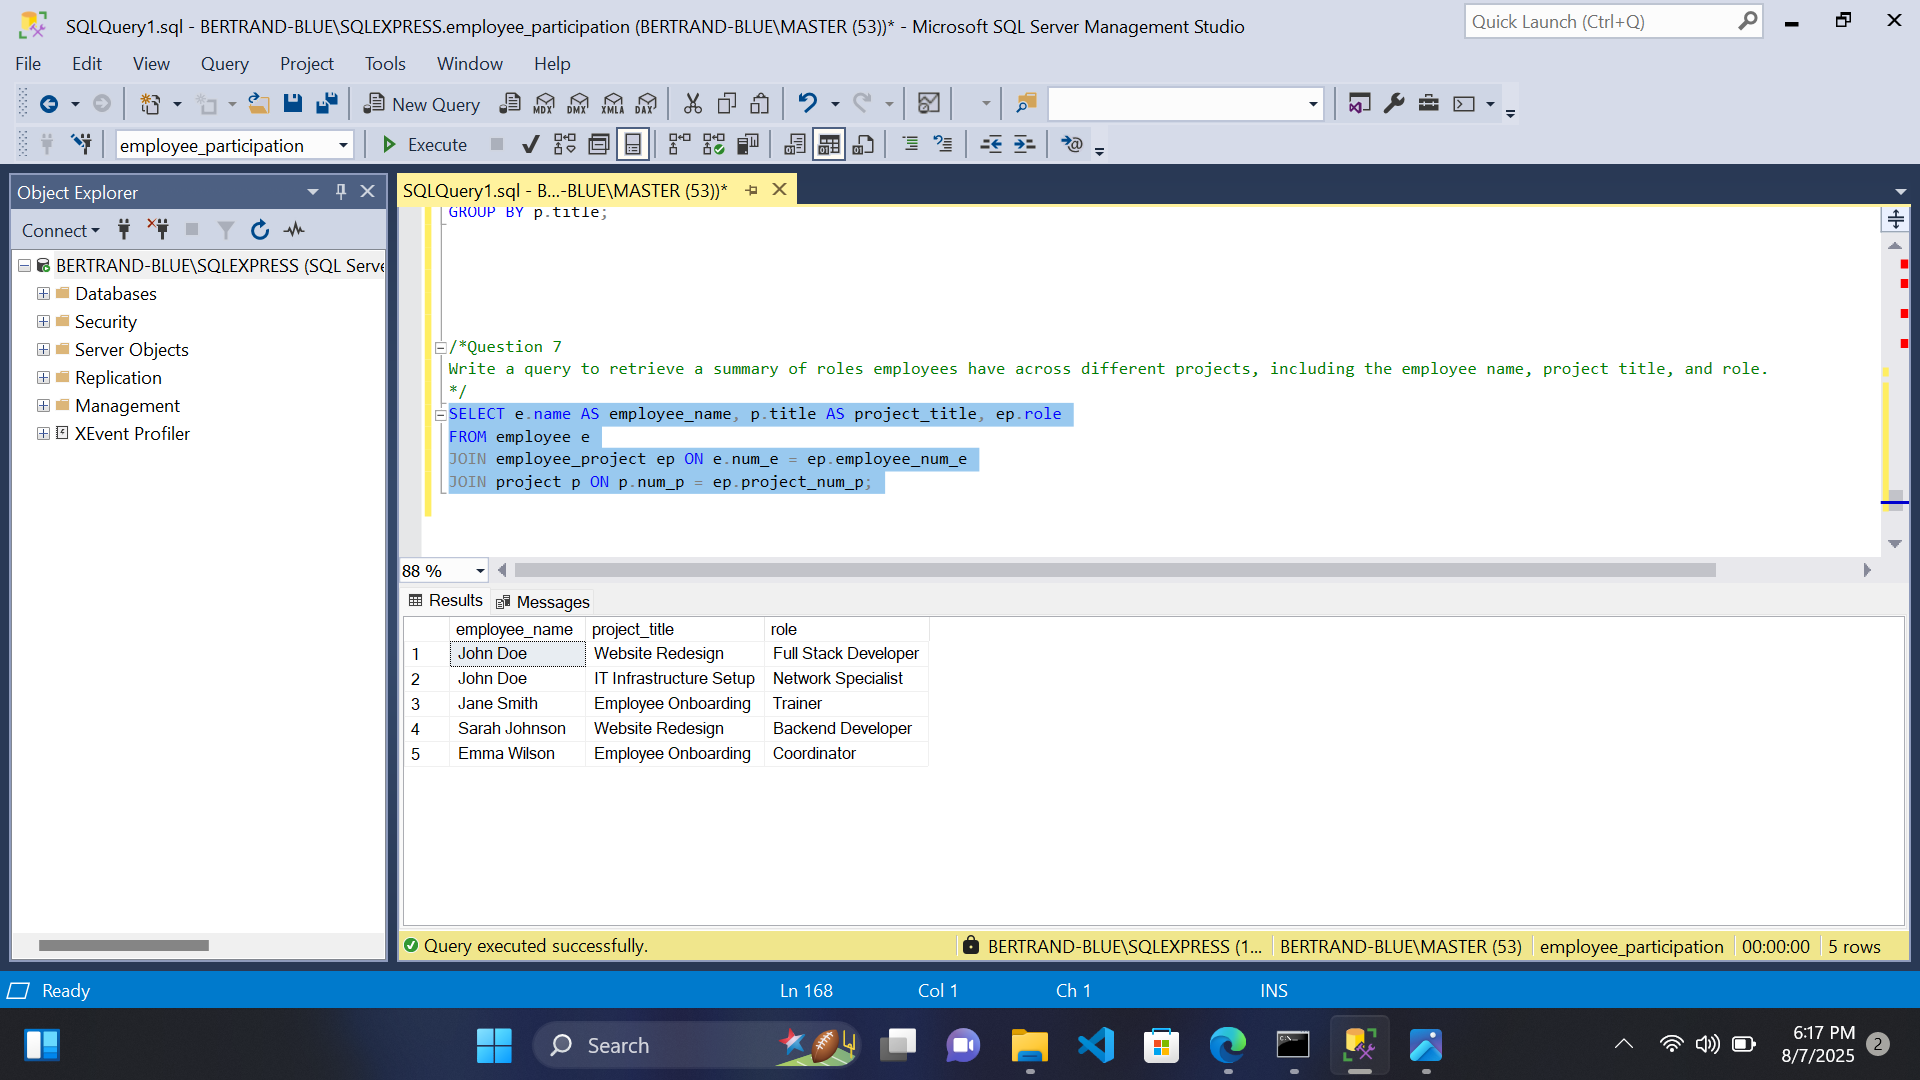 SQLQuery1.sql - BERTRAND-BLUE\SQLEXPRESS.employee_participation (BERTRAND-BLUE\MASTER (53))* - Microsoft SQL Server Management Studio
Quick Launch (Ctrl+Q)
File Edit View Query Project Tools Window Help
New Query MDX DMX XMLA DAX
employee_participation Execute
Object Explorer
SQLQuery1.sql - B...-BLUE\MASTER (53))*
Connect
BERTRAND-BLUE\SQLEXPRESS (SQL Serve
Databases
Security
Server Objects
Replication
Management
XEvent Profiler
GROUP BY p.title;
/*Question 7
Write a query to retrieve a summary of roles employees have across different projects, including the employee name, project title, and role.
*/
SELECT e.name AS employee_name, p.title AS project_title, ep.role
FROM employee e
JOIN employee_project ep ON e.num_e = ep.employee_num_e
JOIN project p ON p.num_p = ep.project_num_p;
88 %
Results Messages
employee_name project_title role
1 John Doe Website Redesign Full Stack Developer
2 John Doe IT Infrastructure Setup Network Specialist
3 Jane Smith Employee Onboarding Trainer
4 Sarah Johnson Website Redesign Backend Developer
5 Emma Wilson Employee Onboarding Coordinator
Query executed successfully. BERTRAND-BLUE\SQLEXPRESS (1... BERTRAND-BLUE\MASTER (53) employee_participation 00:00:00 5 rows
Ready Ln 168 Col 1 Ch 1 INS
Search
6:17 PM
8/7/2025
2